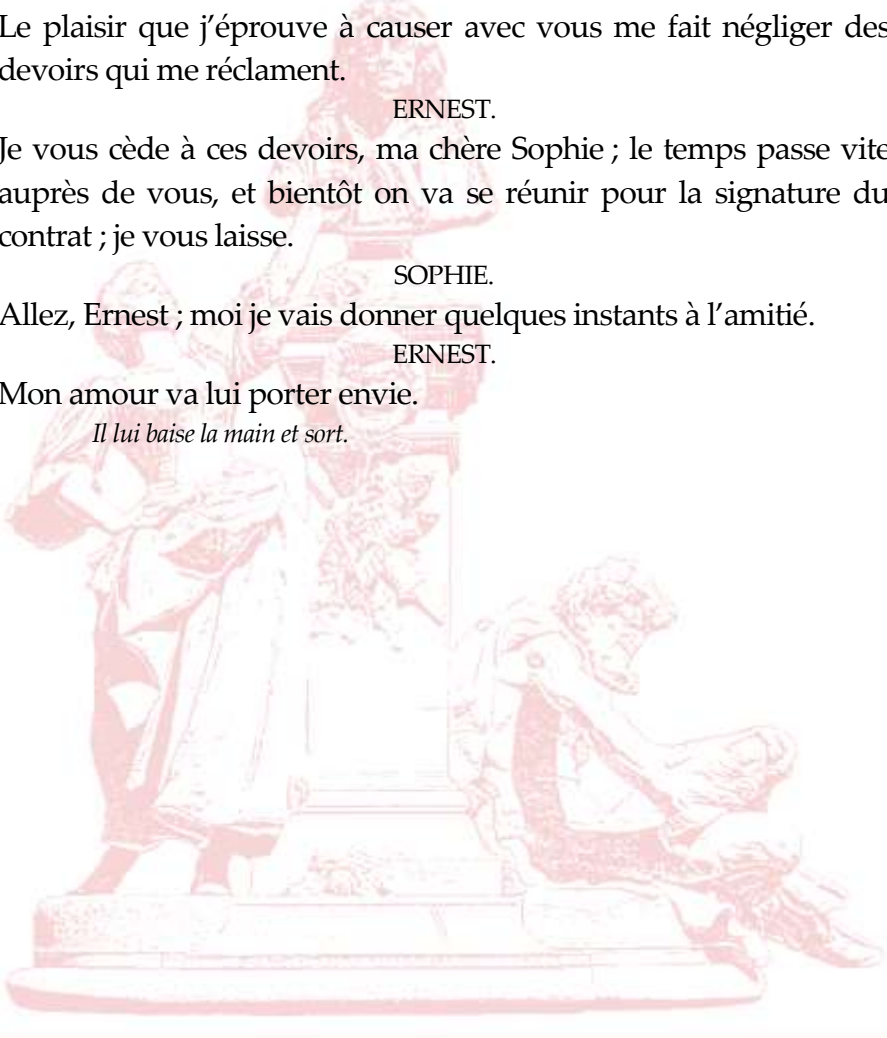 Le plaisir que j’éprouve à causer avec vous me fait négliger des
devoirs qui me réclament.
ERNEST.
Je vous cède à ces devoirs, ma chère Sophie ; le temps passe vite
auprès de vous, et bientôt on va se réunir pour la signature du
contrat ; je vous laisse.
SOPHIE.
Allez, Ernest ; moi je vais donner quelques instants à l’amitié.
ERNEST.
Mon amour va lui porter envie.
Il lui baise la main et sort.